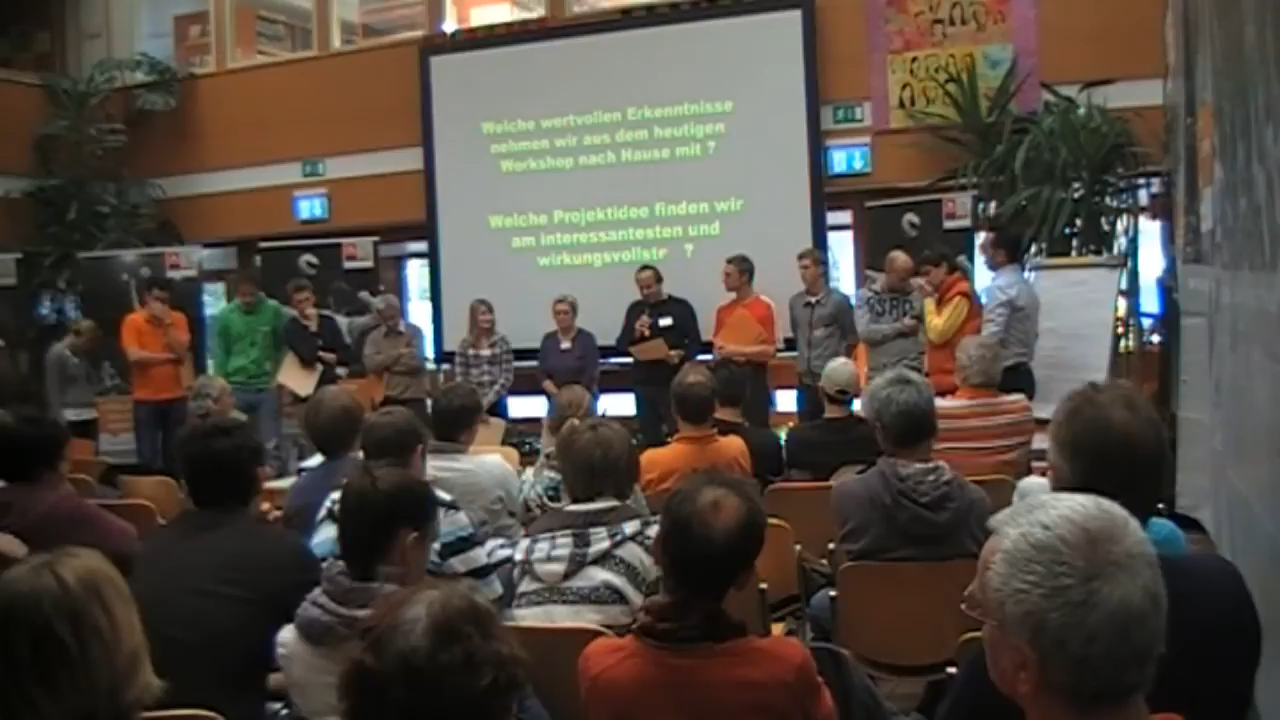 Welche wertvollen Erkenntnisse
nehmen wir aus dem heutigen
Workshop nach Hause mit ?
Welche Projektidee finden wir
am interessantesten und
?